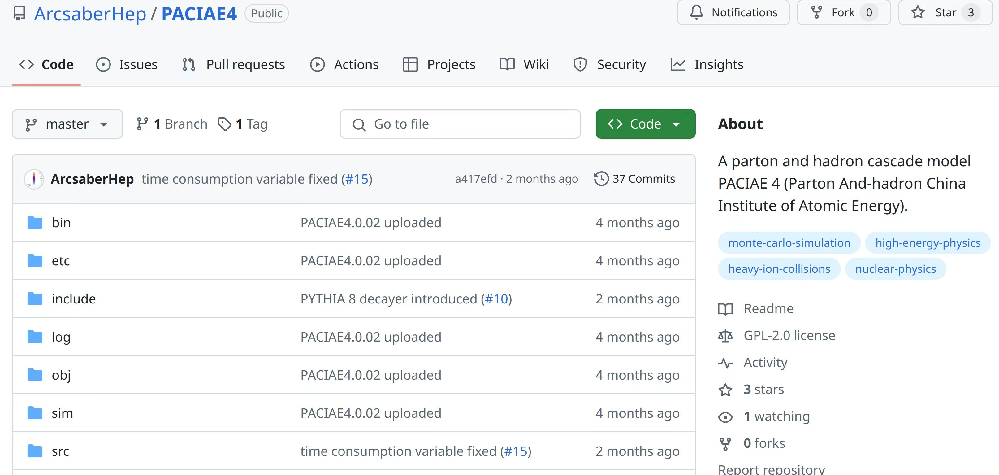 ArcsaberHep / PACIAE4 Public Notifications Fork 0 Star 3
Code Issues Pull requests Actions Projects Wiki Security Insights
master 1 Branch 1 Tag Go to file Code
ArcsaberHep time consumption variable fixed (#15) a417efd · 2 months ago 37 Commits
bin PACIAE4.0.02 uploaded 4 months ago
etc PACIAE4.0.02 uploaded 4 months ago
include PYTHIA 8 decayer introduced (#10) 2 months ago
log PACIAE4.0.02 uploaded 4 months ago
obj PACIAE4.0.02 uploaded 4 months ago
sim PACIAE4.0.02 uploaded 4 months ago
src time consumption variable fixed (#15) 2 months ago
About
A parton and hadron cascade model
PACIAE 4 (Parton And-hadron China
Institute of Atomic Energy).
monte-carlo-simulation high-energy-physics
heavy-ion-collisions nuclear-physics
Readme
GPL-2.0 license
Activity
3 stars
1 watching
0 forks
Report repository